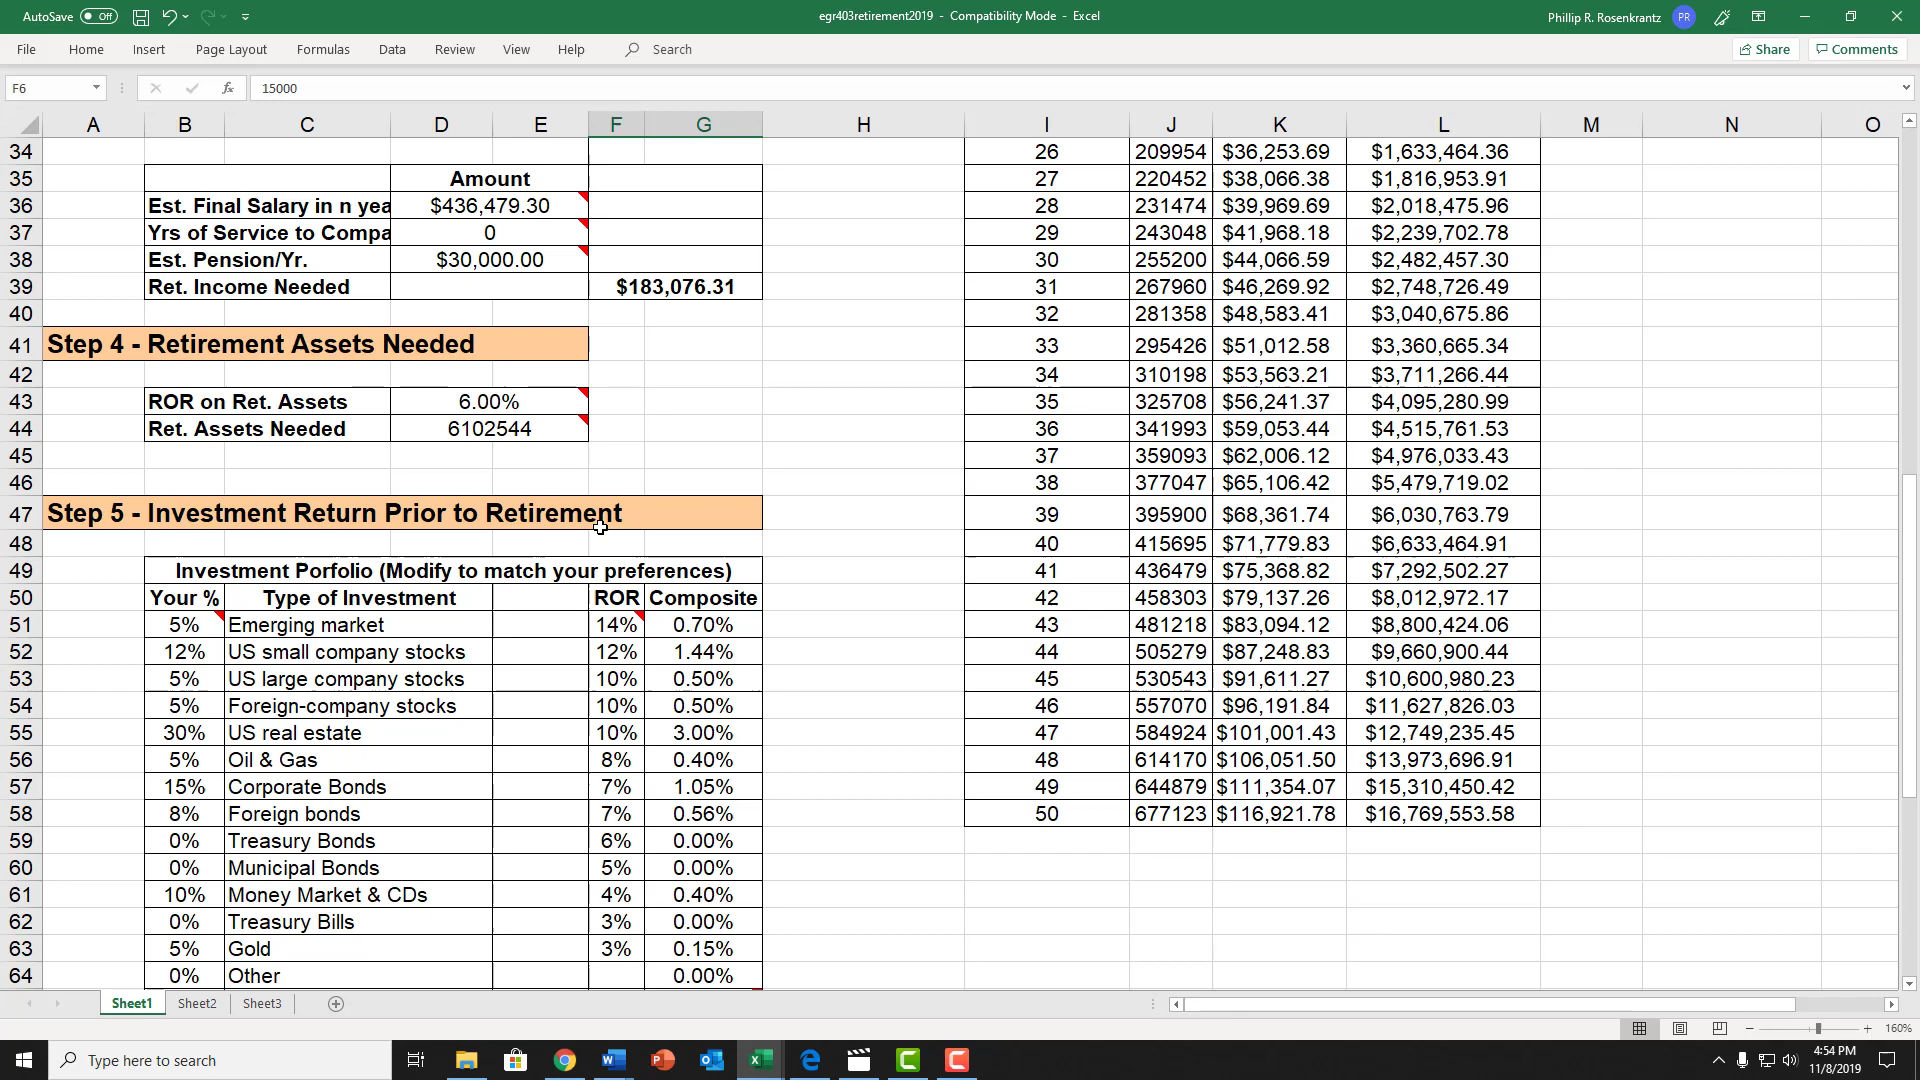 AutoSave Off
egr403retirement2019 - Compatibility Mode - Excel
Phillip R. Rosenkrantz PR
File Home Insert Page Layout Formulas Data Review View Help Search Share Comments
F6 fx 15000
A B C D E F G H I J K L M N O
34 26 209954 $36,253.69 $1,633,464.36
35 Amount 27 220452 $38,066.38 $1,816,953.91
36 Est. Final Salary in n yea $436,479.30 28 231474 $39,969.69 $2,018,475.96
37 Yrs of Service to Compa 0 29 243048 $41,968.18 $2,239,702.78
38 Est. Pension/Yr. $30,000.00 30 255200 $44,066.59 $2,482,457.30
39 Ret. Income Needed $183,076.31 31 267960 $46,269.92 $2,748,726.49
40 32 281358 $48,583.41 $3,040,675.86
41 Step 4 - Retirement Assets Needed 33 295426 $51,012.58 $3,360,665.34
42 34 310198 $53,563.21 $3,711,266.44
43 ROR on Ret. Assets 6.00% 35 325708 $56,241.37 $4,095,280.99
44 Ret. Assets Needed 6102544 36 341993 $59,053.44 $4,515,761.53
45 37 359093 $62,006.12 $4,976,033.43
46 38 377047 $65,106.42 $5,479,719.02
47 Step 5 - Investment Return Prior to Retirement 39 395900 $68,361.74 $6,030,763.79
48 40 415695 $71,779.83 $6,633,464.91
49 Investment Porfolio (Modify to match your preferences) 41 436479 $75,368.82 $7,292,502.27
50 Your % Type of Investment ROR Composite 42 458303 $79,137.26 $8,012,972.17
51 5% Emerging market 14% 0.70% 43 481218 $83,094.12 $8,800,424.06
52 12% US small company stocks 12% 1.44% 44 505279 $87,248.83 $9,660,900.44
53 5% US large company stocks 10% 0.50% 45 530543 $91,611.27 $10,600,980.23
54 5% Foreign-company stocks 10% 0.50% 46 557070 $96,191.84 $11,627,826.03
55 30% US real estate 10% 3.00% 47 584924 $101,001.43 $12,749,235.45
56 5% Oil & Gas 8% 0.40% 48 614170 $106,051.50 $13,973,696.91
57 15% Corporate Bonds 7% 1.05% 49 644879 $111,354.07 $15,310,450.42
58 8% Foreign bonds 7% 0.56% 50 677123 $116,921.78 $16,769,553.58
59 0% Treasury Bonds 6% 0.00%
60 0% Municipal Bonds 5% 0.00%
61 10% Money Market & CDs 4% 0.40%
62 0% Treasury Bills 3% 0.00%
63 5% Gold 3% 0.15%
64 0% Other 0.00%
Sheet1 Sheet2 Sheet3
160%
Type here to search
4:54 PM
11/8/2019